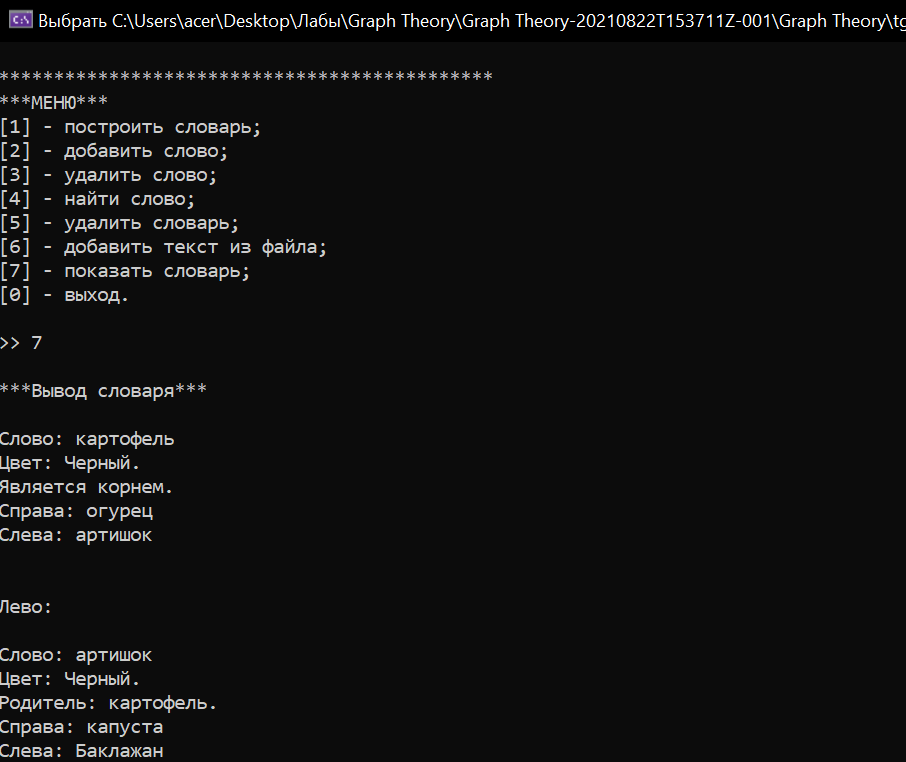 Выбрать C:\Users\acer\Desktop\Лабы\Graph Theory\Graph Theory-20210822T153711Z-001\Graph Theory\tg
*********************************************
***МЕНЮ***
[1] - построить словарь;
[2] - добавить слово;
[3] - удалить слово;
[4] - найти слово;
[5] - удалить словарь;
[6] - добавить текст из файла;
[7] - показать словарь;
[0] - выход.
>> 7
***Вывод словаря***
Слово: картофель
Цвет: Черный.
Является корнем.
Справа: огурец
Слева: артишок
Лево:
Слово: артишок
Цвет: Черный.
Родитель: картофель.
Справа: капуста
Слева: Баклажан